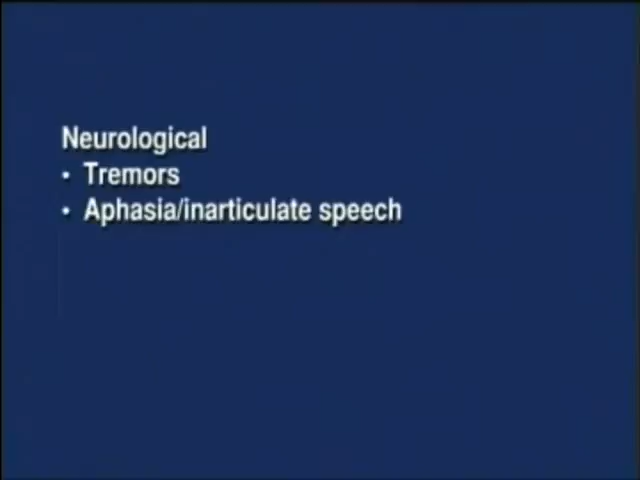 Neurological
• Tremors
• Aphasia/inarticulate speech